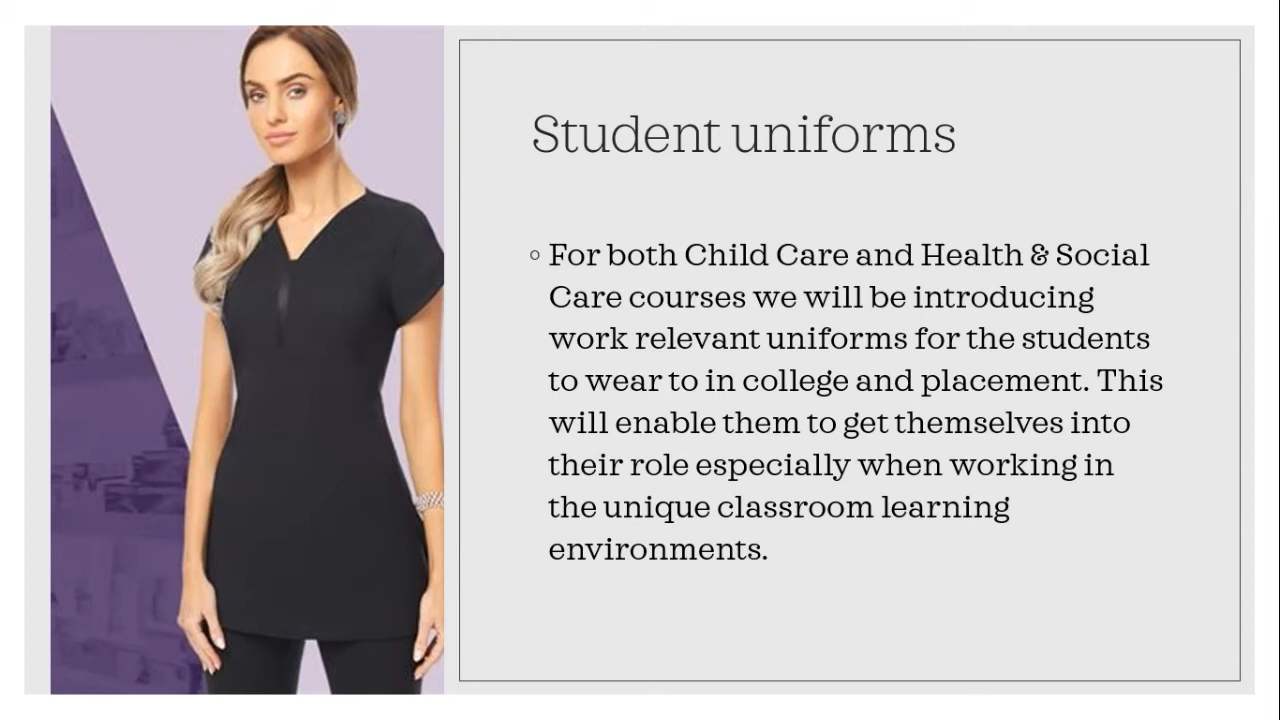 Student uniforms
For both Child Care and Health & Social
Care courses we will be introducing
work relevant uniforms for the students
to wear to in college and placement. This
will enable them to get themselves into
their role especially when working in
the unique classroom learning
environments.